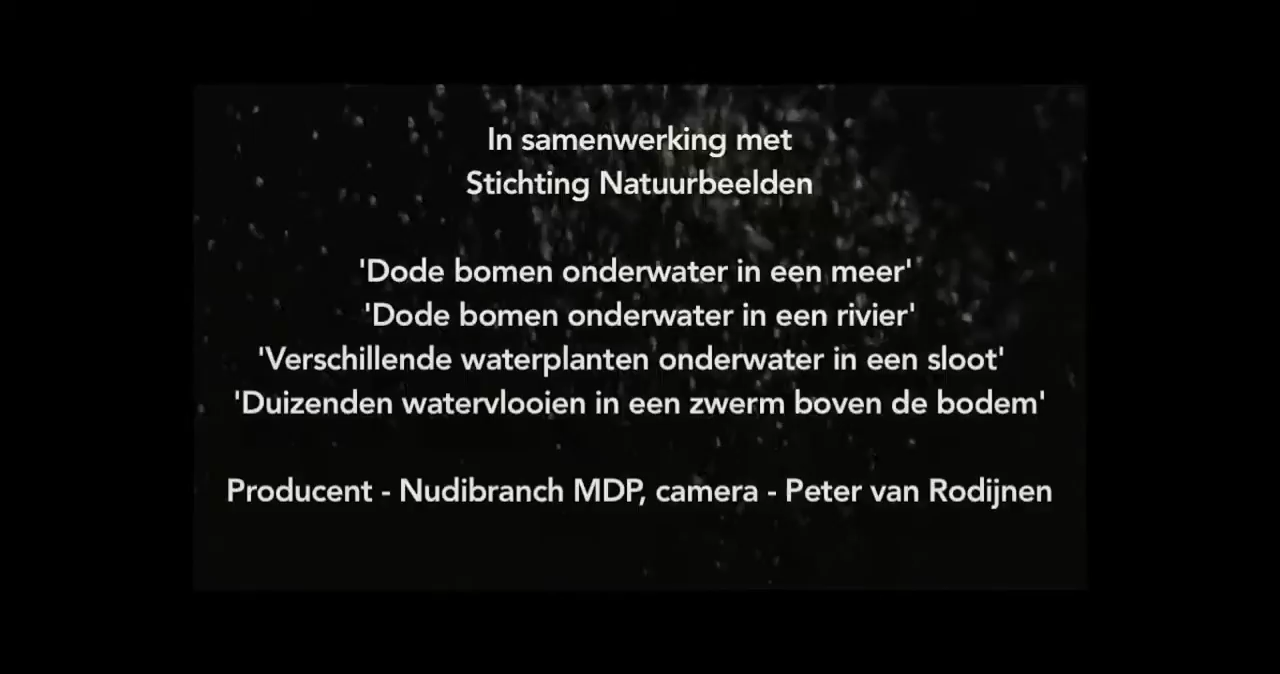 In samenwerking met
Stichting Natuurbeelden
'Dode bomen onderwater in een meer'
'Dode bomen onderwater in een rivier'
'Verschillende waterplanten onderwater in een sloot'
'Duizenden watervlooien in een zwerm boven de bodem'
Producent - Nudibranch MDP, camera - Peter van Rodijnen